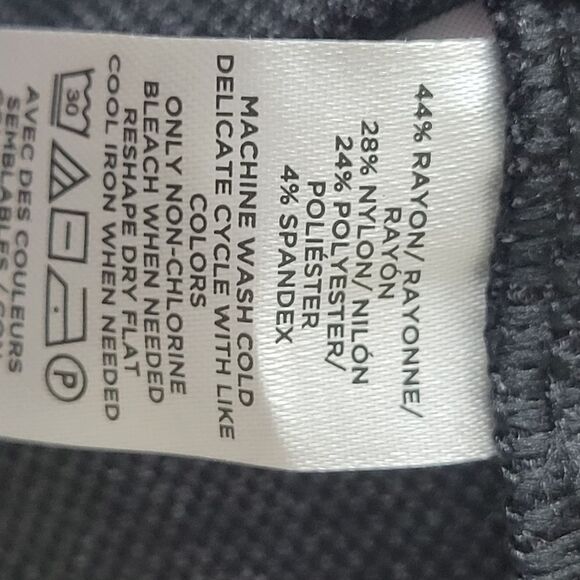 44% RAYON/ RAYONNE/
RAYÓN
28% NYLON/ NILÓN
24% POLYESTER/
POLIÉSTER
4% SPANDEX
MACHINE WASH COLD
DELICATE CYCLE WITH LIKE
COLORS
ONLY NON-CHLORINE
BLEACH WHEN NEEDED
RESHAPE DRY FLAT
COOL IRON WHEN NEEDED
30 P
AVEC DES COULEURS
SEMBLABLES